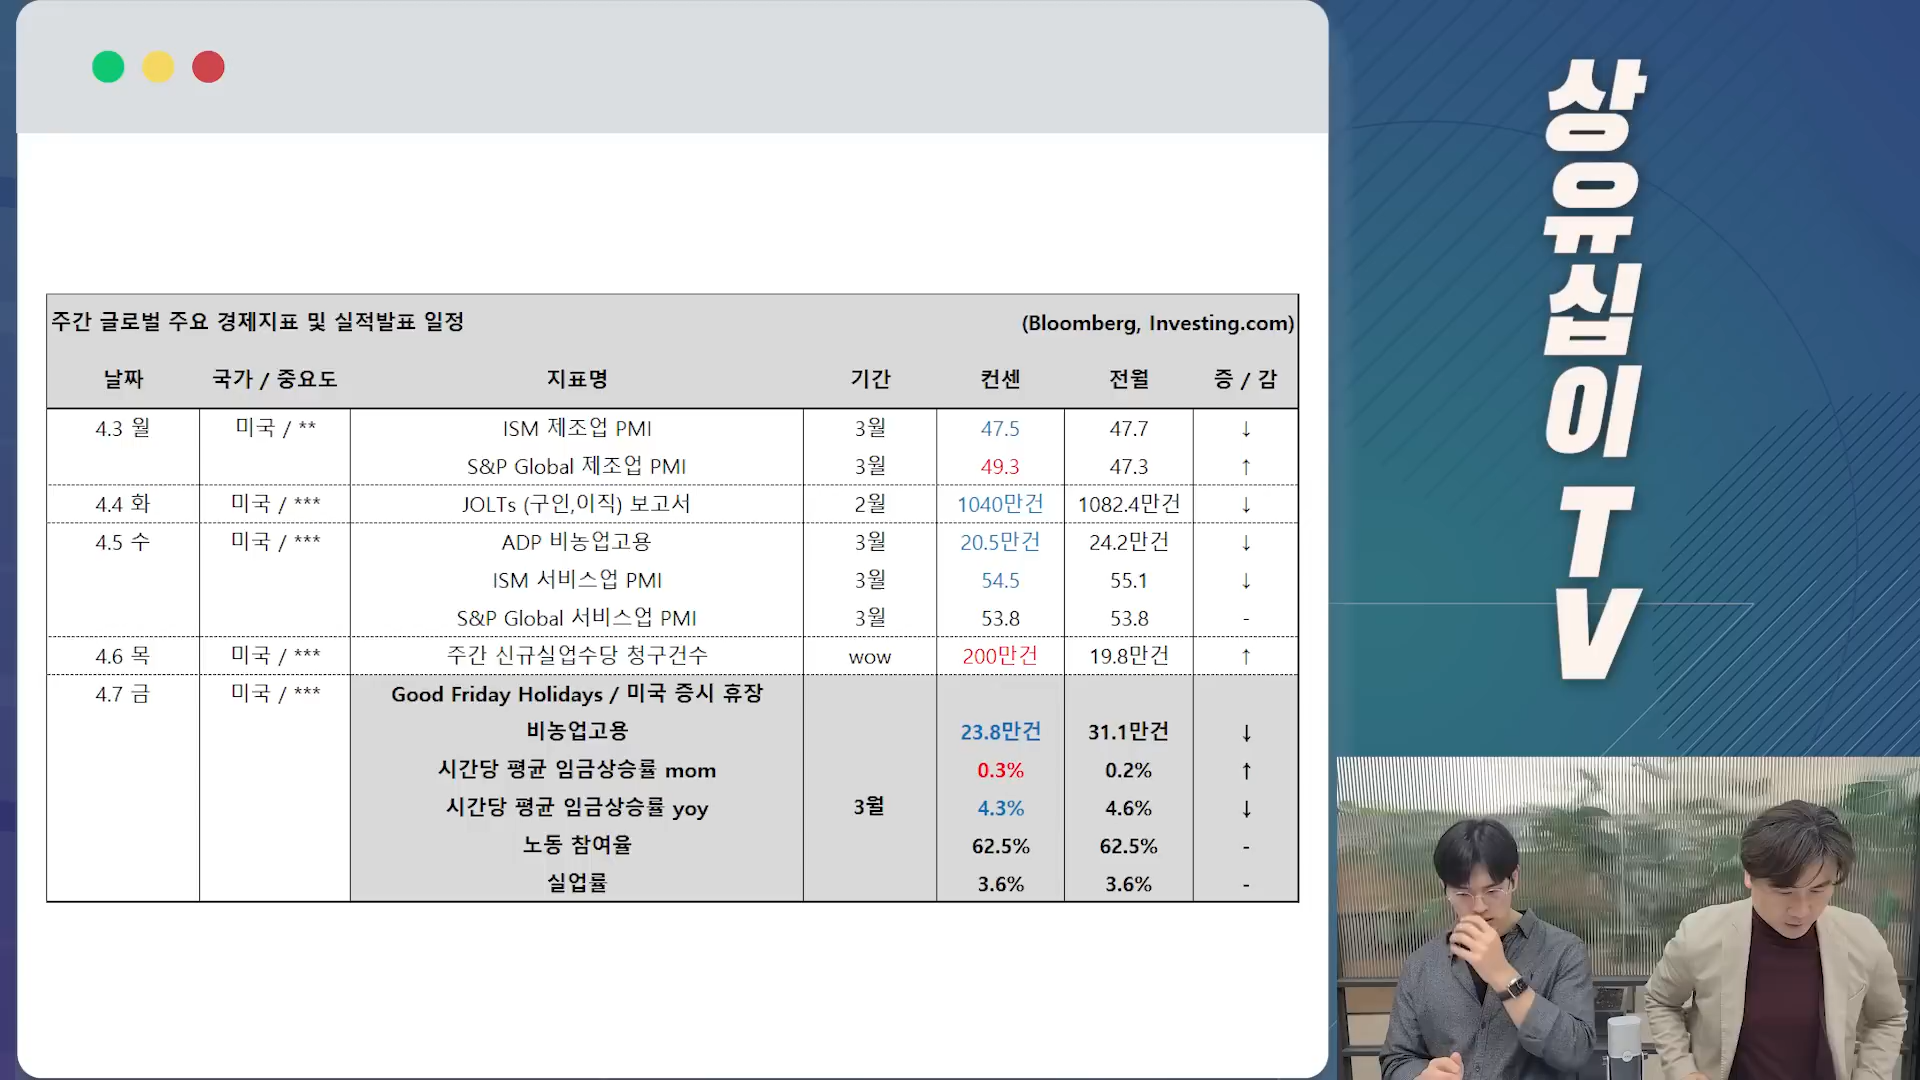 주간 글로벌 주요 경제지표 및 실적발표 일정 (Bloomberg, Investing.com)
날짜 국가 / 중요도 지표명 기간 컨센 전월 증 / 감
4.3 월 미국 / ** ISM 제조업 PMI 3월 47.5 47.7 ↓
S&P Global 제조업 PMI 3월 49.3 47.3 ↑
4.4 화 미국 / *** JOLTs (구인,이직) 보고서 2월 1040만건 1082.4만건 ↓
4.5 수 미국 / *** ADP 비농업고용 3월 20.5만건 24.2만건 ↓
ISM 서비스업 PMI 3월 54.5 55.1 ↓
S&P Global 서비스업 PMI 3월 53.8 53.8 -
4.6 목 미국 / *** 주간 신규실업수당 청구건수 wow 200만건 19.8만건 ↑
4.7 금 미국 / *** Good Friday Holidays / 미국 증시 휴장
비농업고용 23.8만건 31.1만건 ↓
시간당 평균 임금상승률 mom 0.3% 0.2% ↑
시간당 평균 임금상승률 yoy 3월 4.3% 4.6% ↓
노동 참여율 62.5% 62.5% -
실업률 3.6% 3.6% -
상유십이 TV